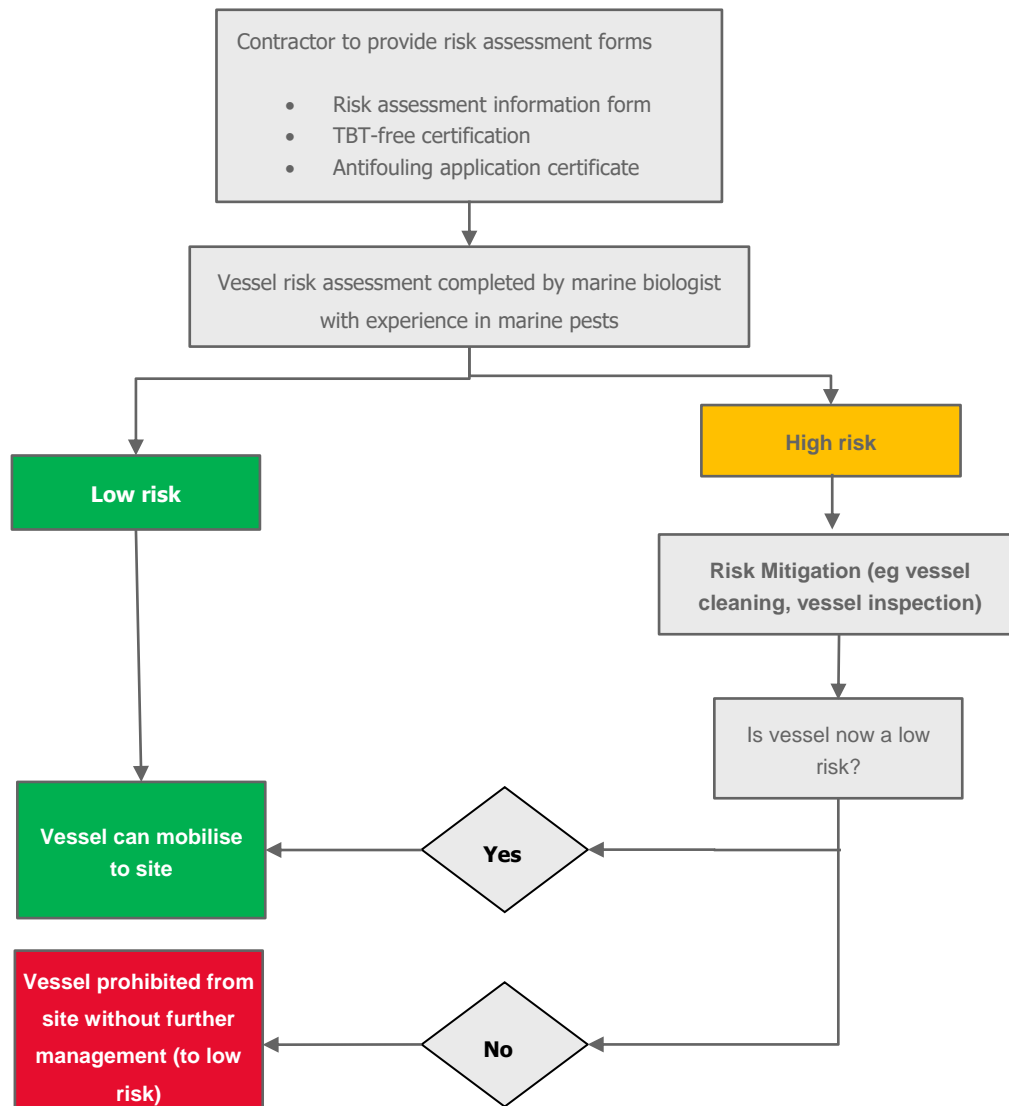 Contractor to provide risk assessment forms
• Risk assessment information form
• TBT-free certification
• Antifouling application certificate
Vessel risk assessment completed by marine biologist
with experience in marine pests
High risk
Low risk
Risk Mitigation (eg vessel
cleaning, vessel inspection)
Is vessel now a low
risk?
Vessel can mobilise
to site
Yes
Vessel prohibited from
site without further
management (to low
risk)
No